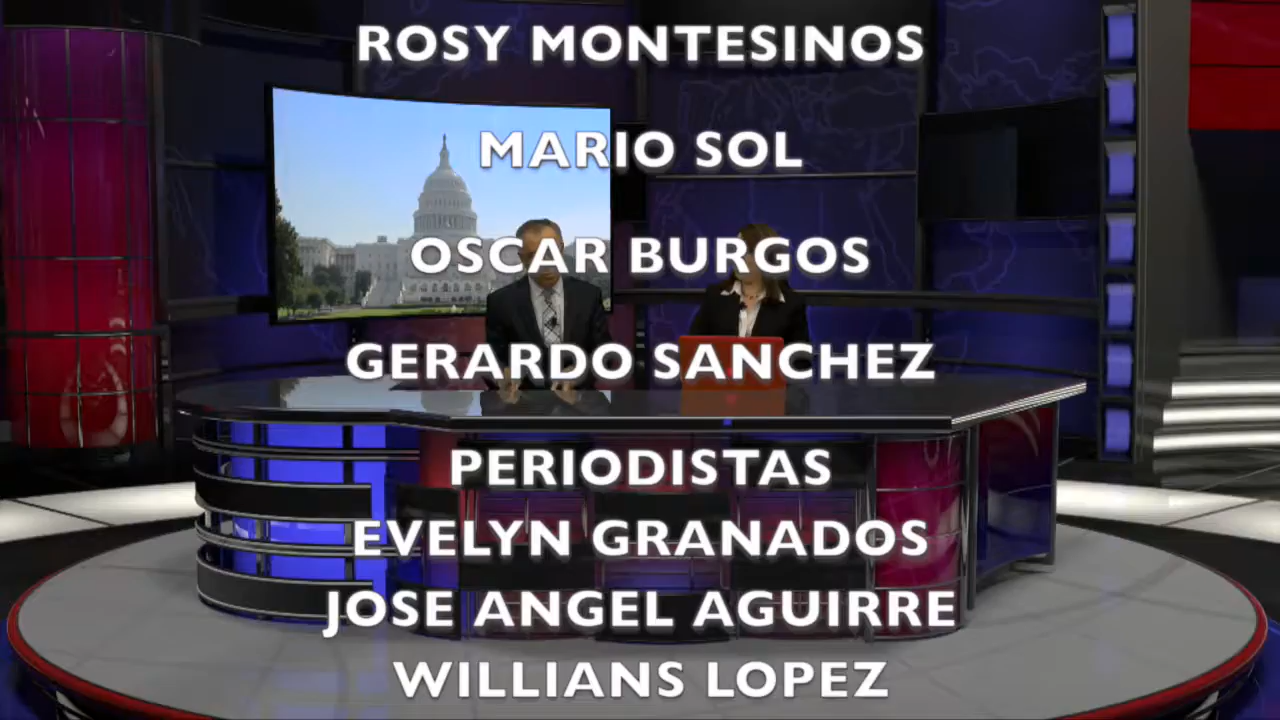 ROSY MONTESINOS
MARIO SOL
OSCAR BURGOS
GERARDO SANCHEZ
PERIODISTAS
EVELYN GRANADOS
JOSE ANGEL AGUIRRE
WILLIANS LOPEZ